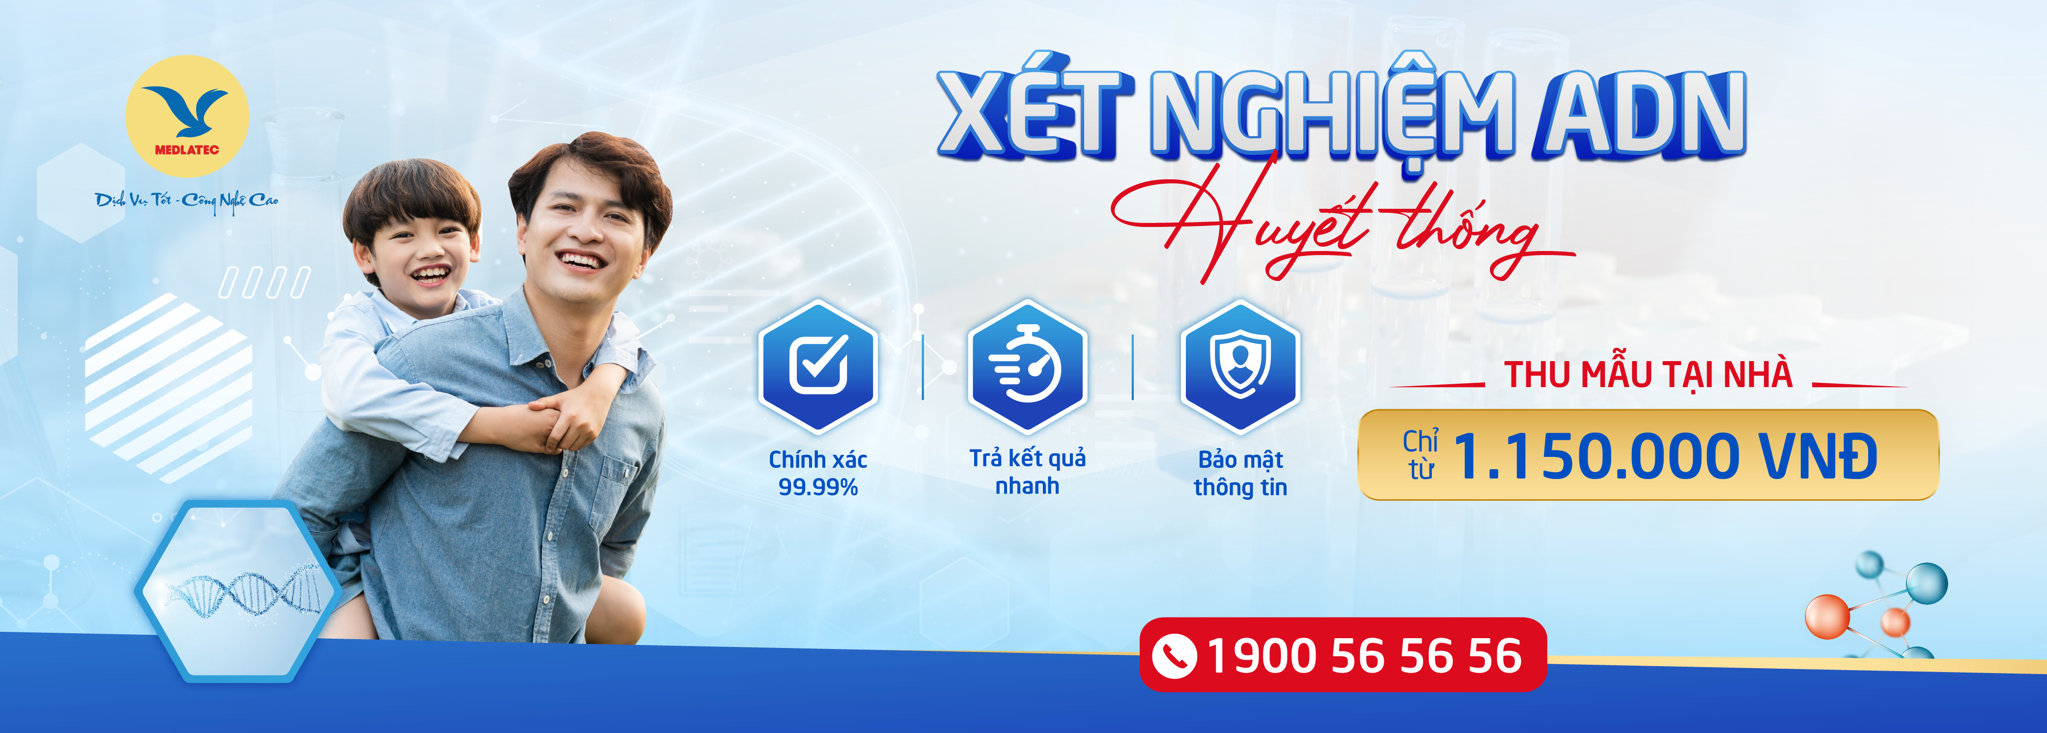 MEDLATEC
Dịch Vụ Tốt - Công Nghệ Cao
XÉT NGHIỆM ADN
Huyết thống
Chính xác
99.99%
Trả kết quả
nhanh
Bảo mật
thông tin
THU MẪU TẠI NHÀ
Chỉ
từ 1.150.000 VNĐ
1900 56 56 56